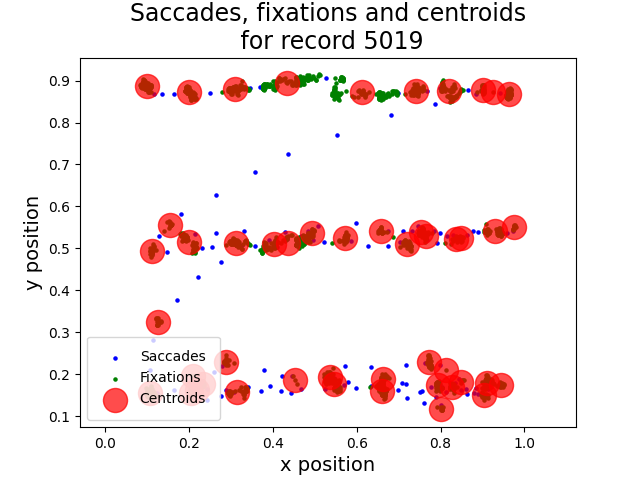 Saccades, fixations and centroids
for record 5019
y position
0.9
0.8
0.7
0.6
0.5
0.4
0.3
0.2
0.1
Saccades
Fixations
Centroids
0.0
0.2
0.4
0.6
0.8
1.0
x position